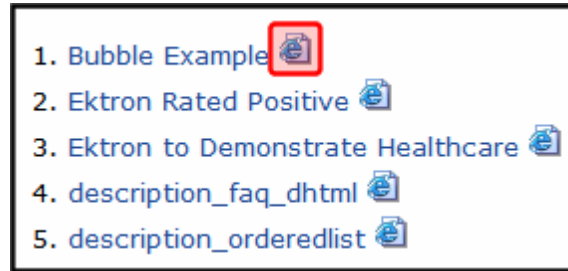 1. Bubble Example
2. Ektron Rated Positive
3. Ektron to Demonstrate Healthcare
4. description_faq_dhtml
5. description_orderedlist